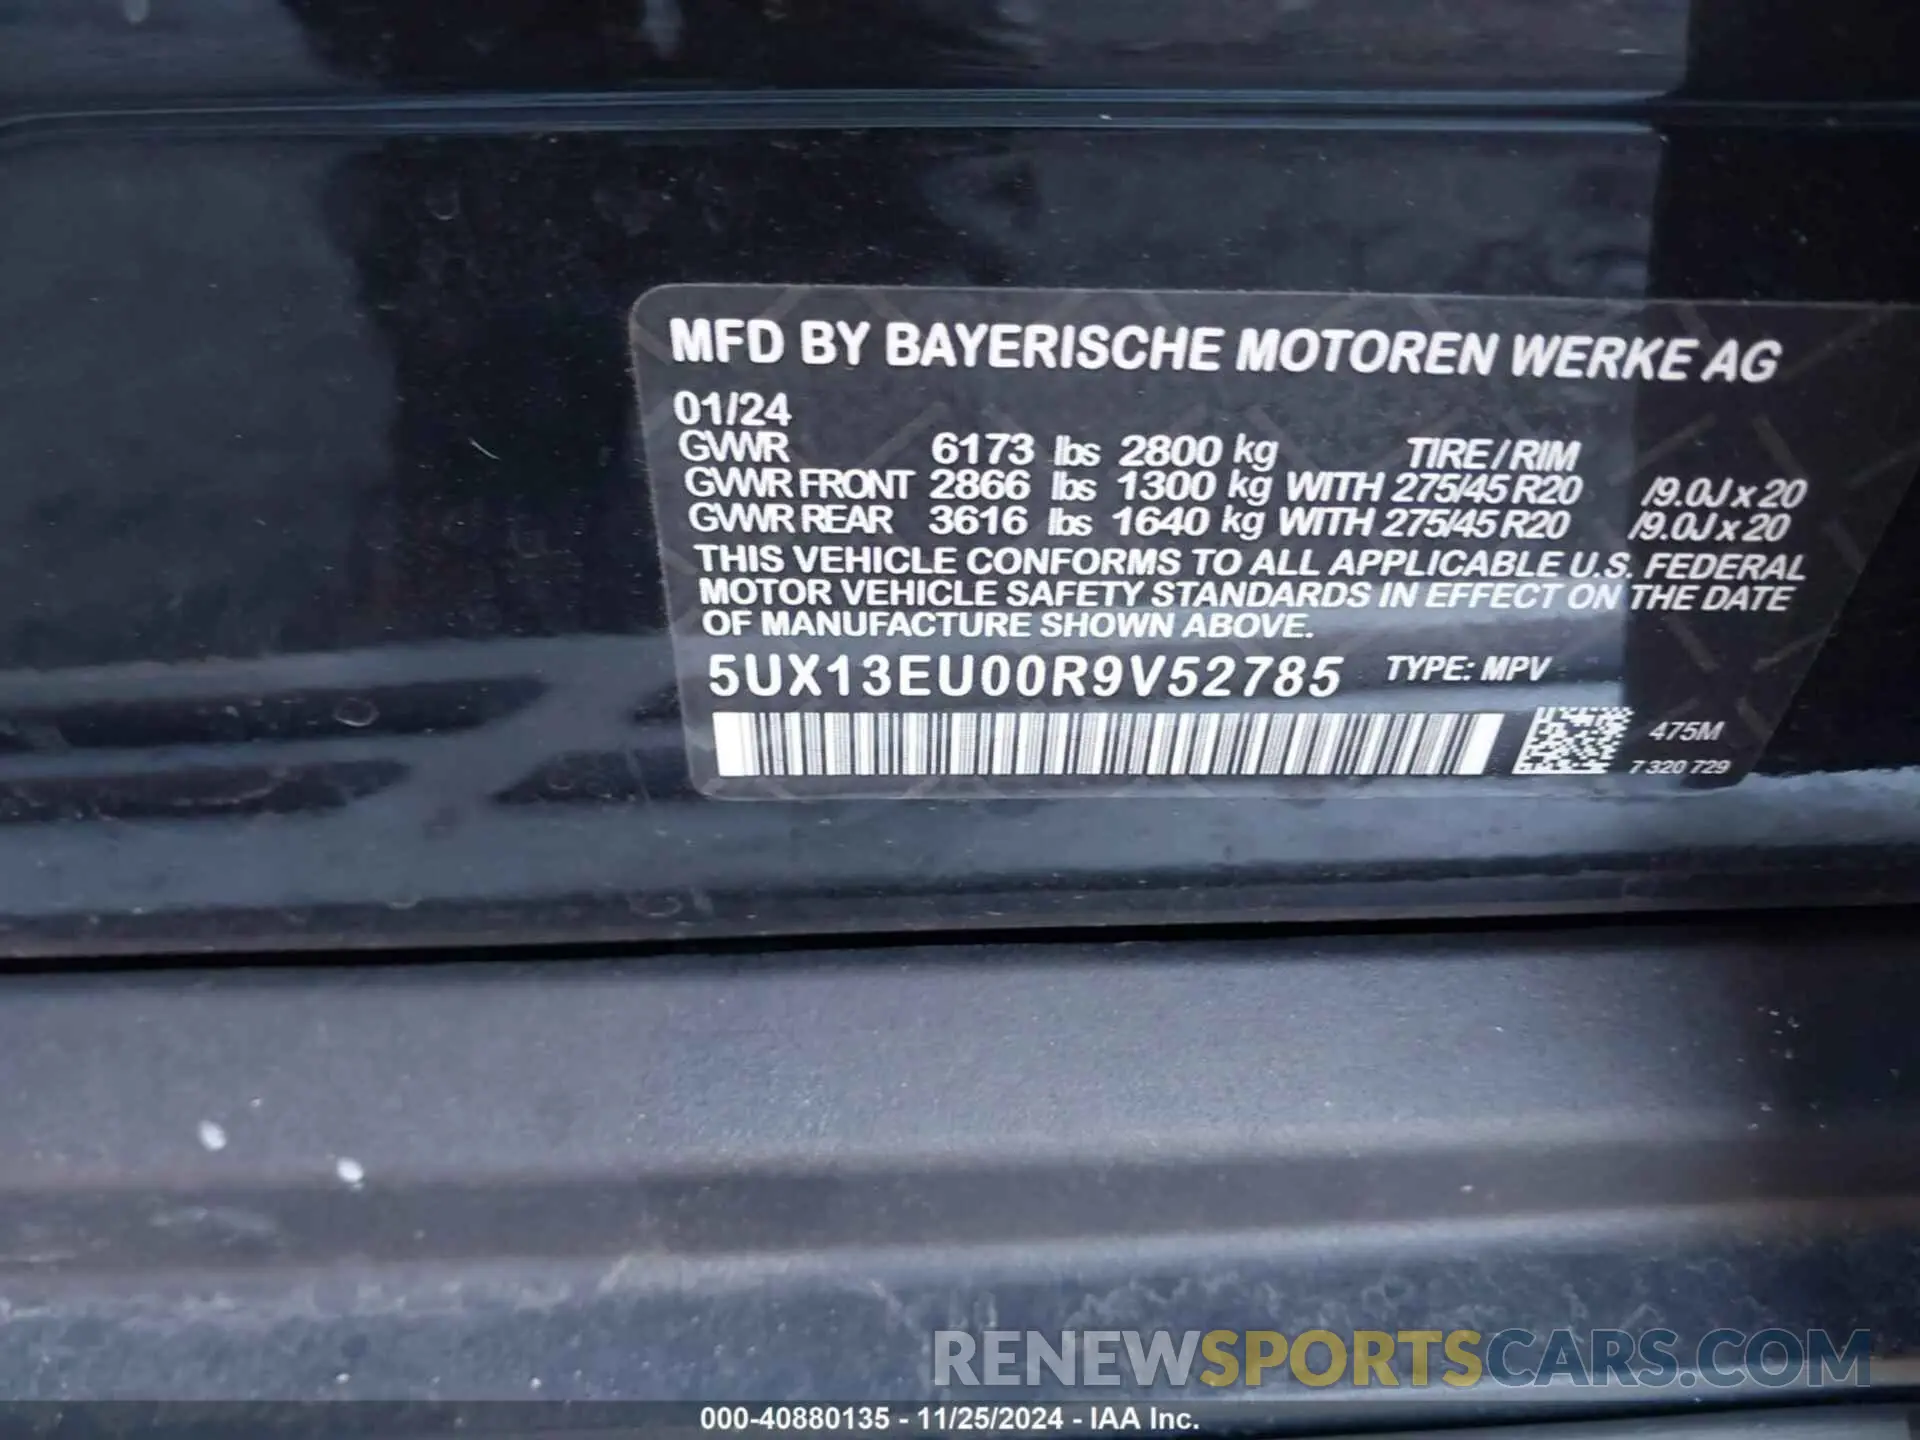 MFD BY BAYERISCHE MOTOREN WERKE AG
01/24
GVWR 6173 lbs 2800 kg TIRE/RIM
GVWR FRONT 2866 lbs 1300 kg WITH 275/45 R20 /9.0J x 20
GVWR REAR 3616 lbs 1640 kg WITH 275/45 R20 /9.0J x 20
THIS VEHICLE CONFORMS TO ALL APPLICABLE U.S. FEDERAL
MOTOR VEHICLE SAFETY STANDARDS IN EFFECT ON THE DATE
OF MANUFACTURE SHOWN ABOVE.
5UX13EU00R9V52785 TYPE: MPV
475M
7 320 729
RENEWSPORTSCARS.COM
000-40880135 - 11/25/2024 - IAA Inc.